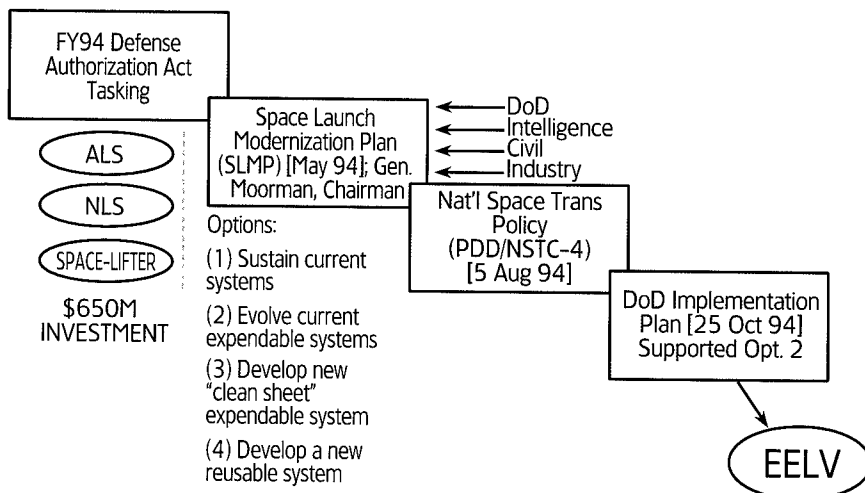 FY94 Defense
Authorization Act
Tasking
ALS
NLS
SPACE-LIFTER
$650M
INVESTMENT
Space Launch
Modernization Plan
(SLMP) [May 94]; Gen.
Moorman, Chairman
DoD
Intelligence
Civil
Industry
Options:
(1) Sustain current
systems
(2) Evolve current
expendable systems
(3) Develop new
"clean sheet"
expendable system
(4) Develop a new
reusable system
Nat'l Space Trans
Policy
(PDD/NSTC-4)
[5 Aug 94]
DoD Implementation
Plan [25 Oct 94]
Supported Opt. 2
EELV